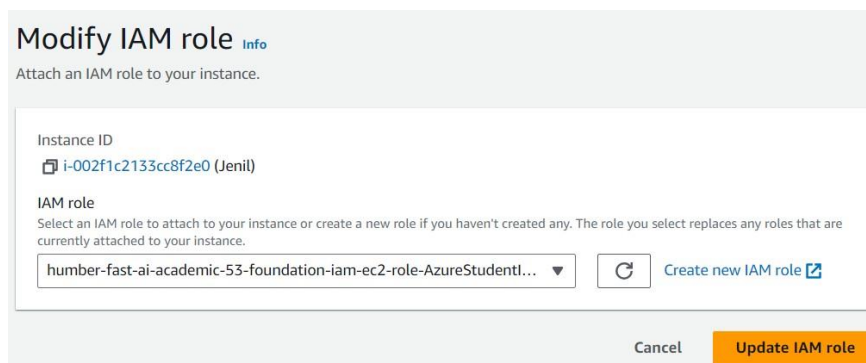 Modify IAM role Info
Attach an IAM role to your instance.
Instance ID
i-002f1c2133cc8f2e0 (Jenil)
IAM role
Select an IAM role to attach to your instance or create a new role if you haven't created any. The role you select replaces any roles that are
currently attached to your instance.
humber-fast-ai-academic-53-foundation-iam-ec2-role-AzureStudentI...
Create new IAM role
Cancel Update IAM role